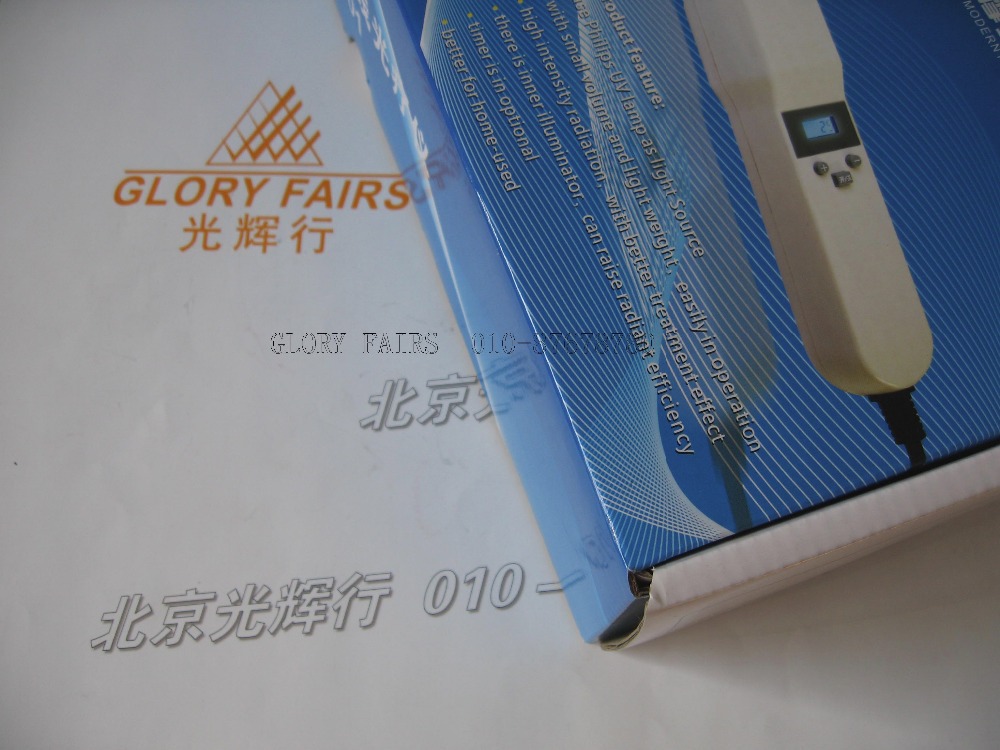 GLORY FAIRS
光辉行
GLORY FAIRS 010-
北京光
北京光辉行 010-
product feature:
Philips UV lamp as light Source
with small volume and light weight, easily in operation
high intensity radiation, with better treatment effect
there is inner illuminator, can raise radiant efficiency
timer is in optional
better for home-used
MODERN
2